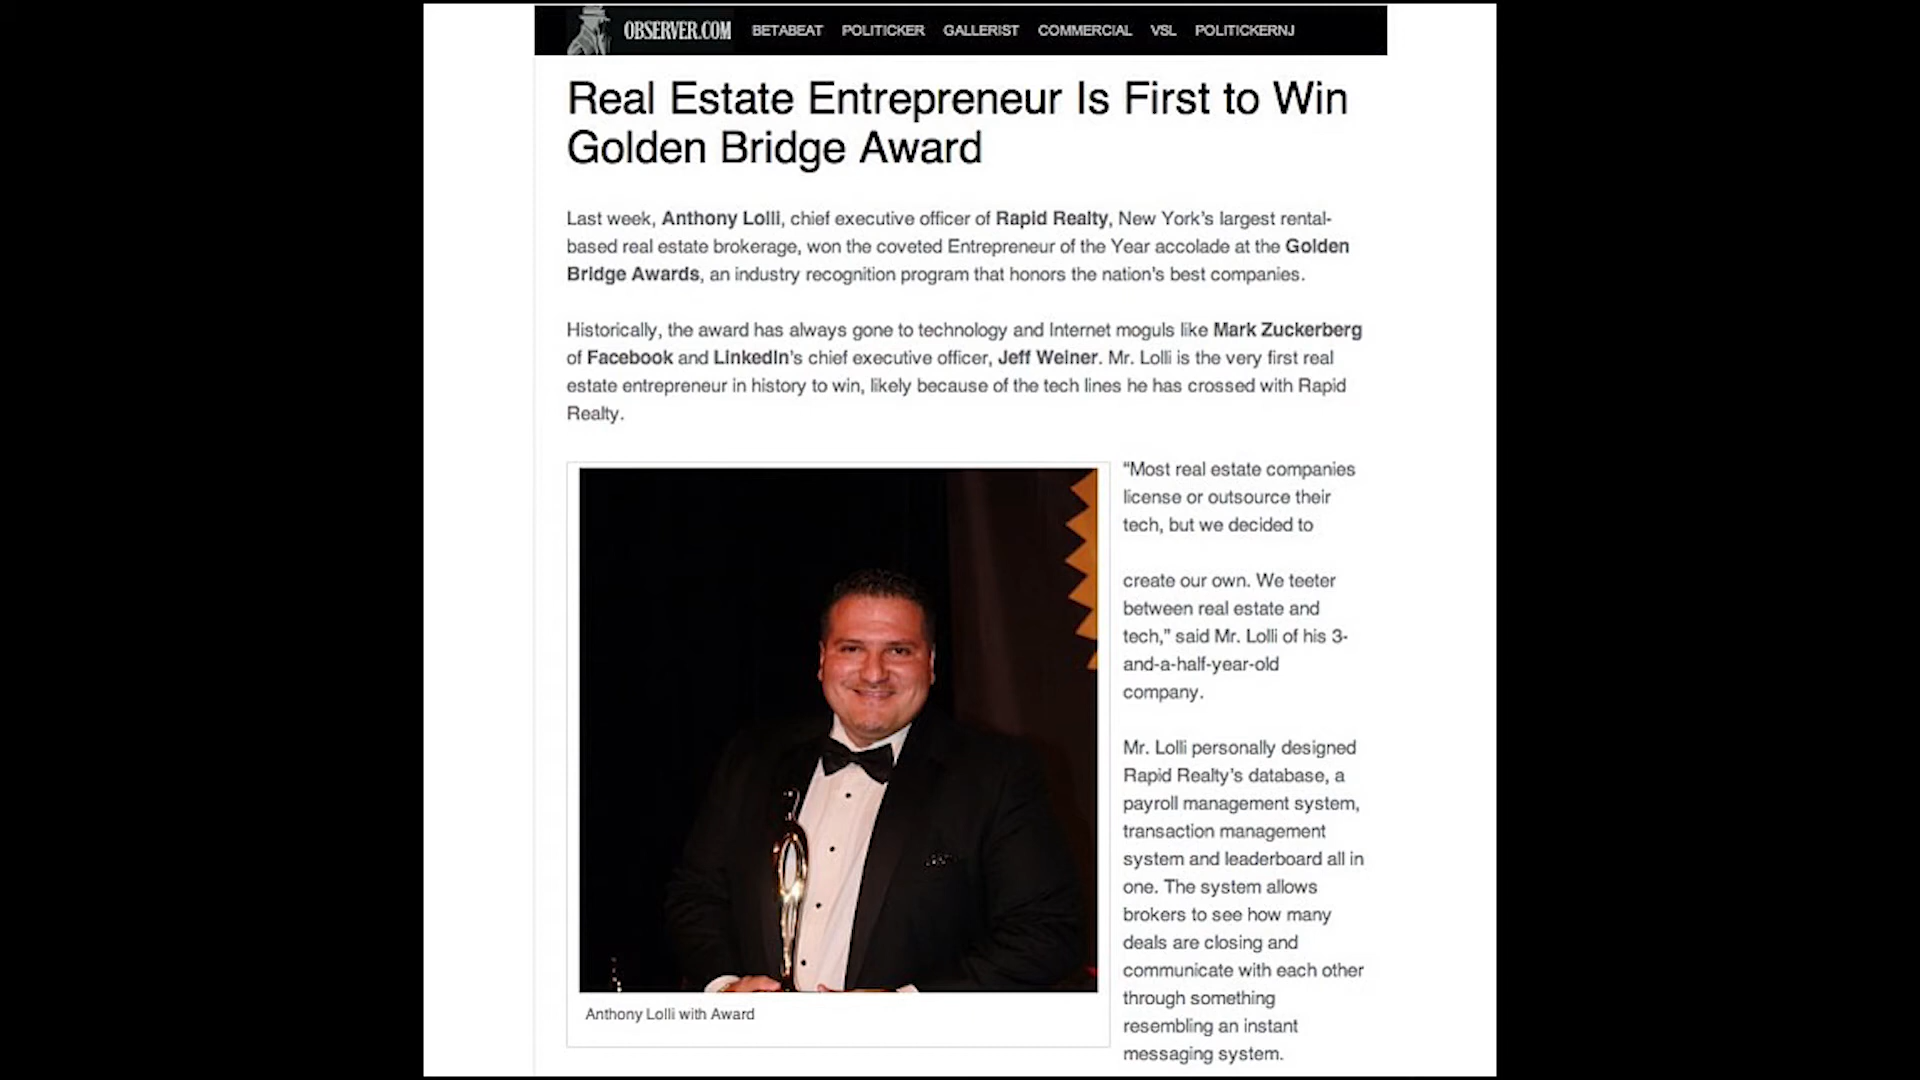 OBSERVER.COM BETABEAT POLITICKER GALLERIST COMMERCIAL VSL POLITICKERNJ
Real Estate Entrepreneur Is First to Win
Golden Bridge Award
Last week, Anthony Lolli, chief executive officer of Rapid Realty, New York's largest rental-
based real estate brokerage, won the coveted Entrepreneur of the Year accolade at the Golden
Bridge Awards, an industry recognition program that honors the nation's best companies.
Historically, the award has always gone to technology and Internet moguls like Mark Zuckerberg
of Facebook and LinkedIn's chief executive officer, Jeff Weiner. Mr. Lolli is the very first real
estate entrepreneur in history to win, likely because of the tech lines he has crossed with Rapid
Realty.
"Most real estate companies
license or outsource their
tech, but we decided to
create our own. We teeter
between real estate and
tech," said Mr. Lolli of his 3-
and-a-half-year-old
company.
Mr. Lolli personally designed
Rapid Realty's database, a
payroll management system,
transaction management
system and leaderboard all in
one. The system allows
brokers to see how many
deals are closing and
communicate with each other
through something
resembling an instant
messaging system.
Anthony Lolli with Award